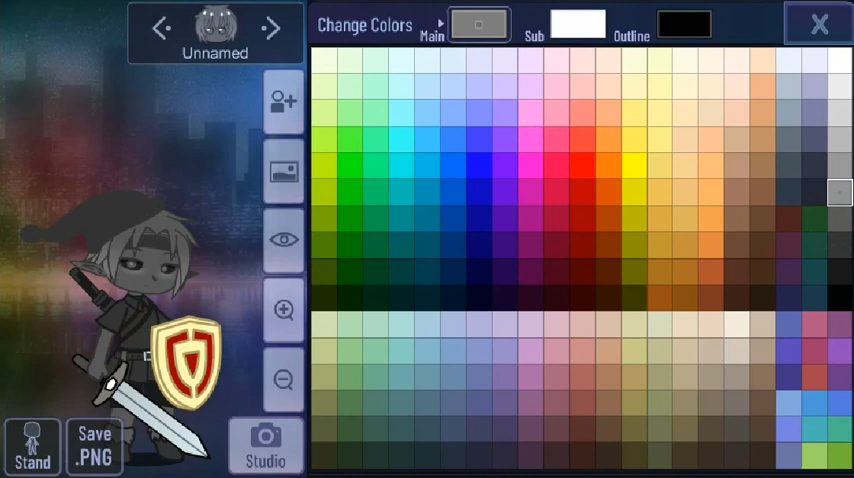 Unnamed
Change Colors
Main
Sub
Outline
X
Stand
Save
.PNG
Studio